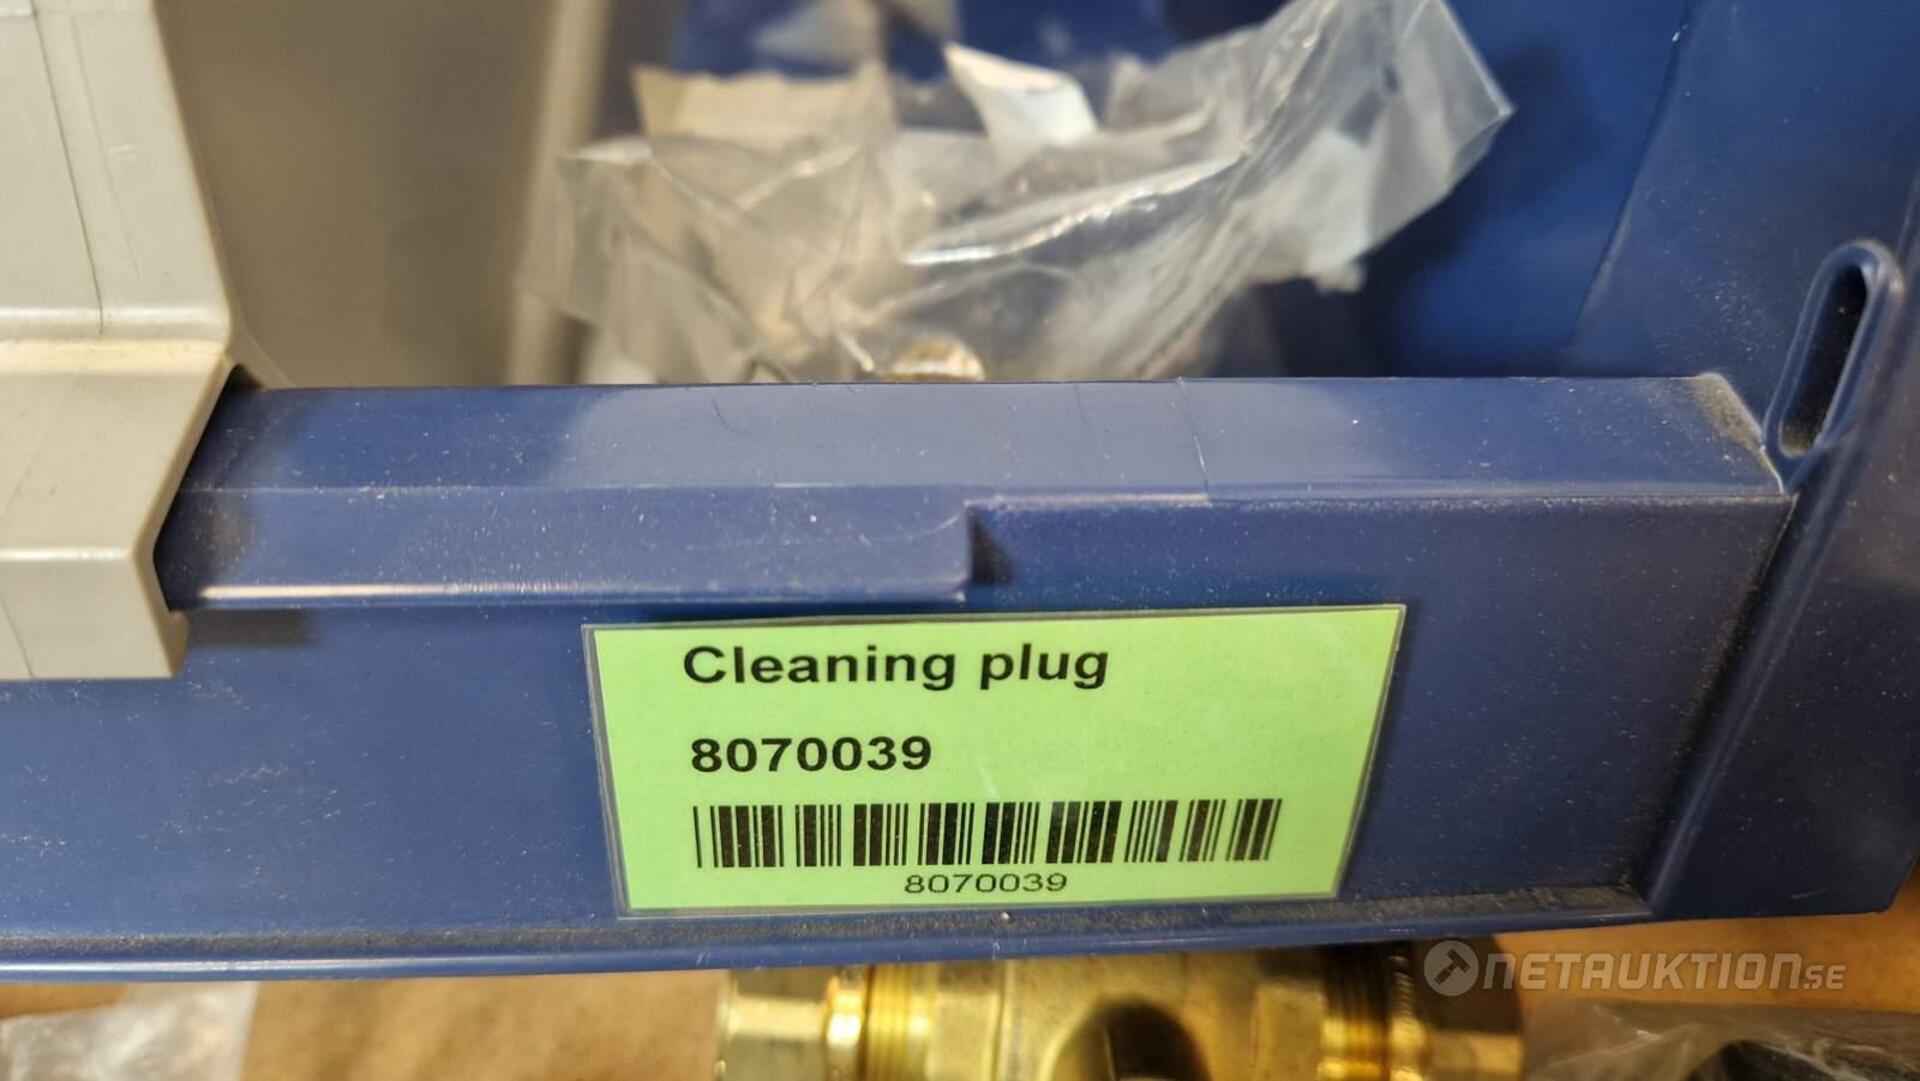 Cleaning plug
8070039
8070039
NETAUKTION.SE